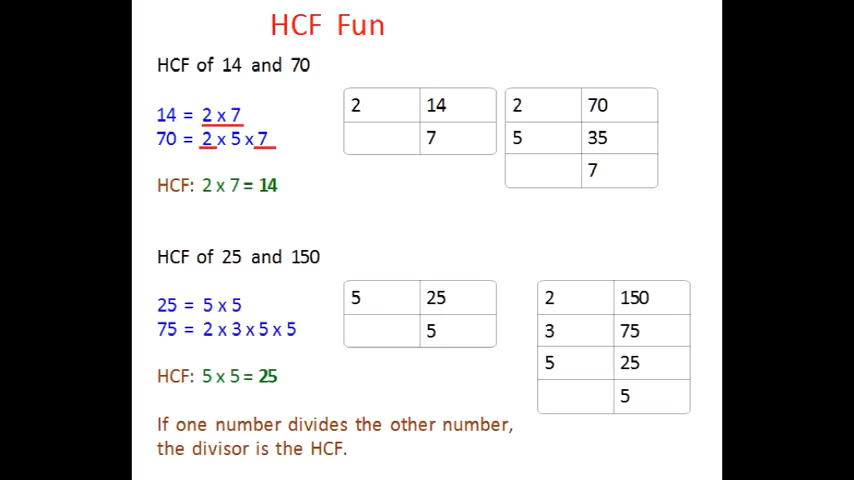 HCF Fun
HCF of 14 and 70
14 = 2 x 7
70 = 2 x 5 x 7
HCF: 2 x 7 = 14
2 14
7
2 70
5 35
7
HCF of 25 and 150
25 = 5 x 5
75 = 2 x 3 x 5 x 5
HCF: 5 x 5 = 25
5 25
5
2 150
3 75
5 25
5
If one number divides the other number,
the divisor is the HCF.